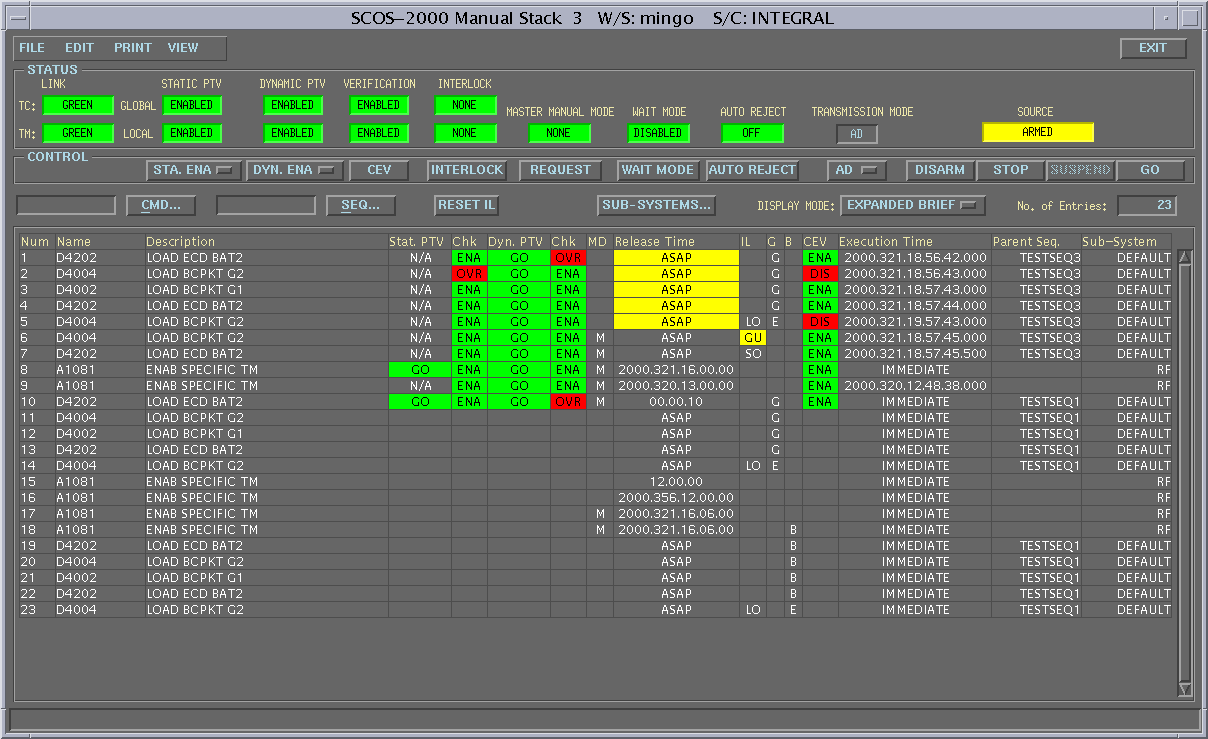 SCOS-2000 Manual Stack 3 W/S: mingo S/C: INTEGRAL
FILE EDIT PRINT VIEW EXIT
STATUS
LINK STATIC PTV DYNAMIC PTV VERIFICATION INTERLOCK
TC: GREEN GLOBAL ENABLED ENABLED ENABLED NONE
MASTER MANUAL MODE WAIT MODE AUTO REJECT TRANSMISSION MODE SOURCE
TM: GREEN LOCAL ENABLED ENABLED ENABLED NONE NONE DISABLED OFF AD ARMED
CONTROL
STA. ENA DYN. ENA CEV INTERLOCK REQUEST WAIT MODE AUTO REJECT AD DISARM STOP SUSPEND GO
CMD... SEQ... RESET IL SUB-SYSTEMS... DISPLAY MODE: EXPANDED BRIEF No. of Entries: 23
Num Name Description Stat. PTV Chk Dyn. PTV Chk MD Release Time IL G B CEV Execution Time Parent Seq. Sub-System
1 D4202 LOAD ECD BAT2 N/A ENA GO OVR ASAP G ENA 2000.321.18.56.42.000 TESTSEQ3 DEFAULT
2 D4004 LOAD BCPKT G2 N/A OVR GO ENA ASAP G DIS 2000.321.18.56.43.000 TESTSEQ3 DEFAULT
3 D4002 LOAD BCPKT G1 N/A ENA GO ENA ASAP G ENA 2000.321.18.57.43.000 TESTSEQ3 DEFAULT
4 D4202 LOAD ECD BAT2 N/A ENA GO ENA ASAP G ENA 2000.321.18.57.44.000 TESTSEQ3 DEFAULT
5 D4004 LOAD BCPKT G2 N/A ENA GO ENA ASAP LO E DIS 2000.321.19.57.43.000 TESTSEQ3 DEFAULT
6 D4004 LOAD BCPKT G2 N/A ENA GO ENA M ASAP GU ENA 2000.321.18.57.45.000 TESTSEQ3 DEFAULT
7 D4202 LOAD ECD BAT2 N/A ENA GO ENA M ASAP SO ENA 2000.321.18.57.45.500 TESTSEQ3 DEFAULT
8 A1081 ENAB SPECIFIC TM GO ENA GO ENA M 2000.321.16.00.00 ENA IMMEDIATE RF
9 A1081 ENAB SPECIFIC TM N/A ENA GO ENA M 2000.320.13.00.00 ENA 2000.320.12.48.38.000 RF
10 D4202 LOAD ECD BAT2 GO ENA GO OVR M 00.00.10 G ENA IMMEDIATE TESTSEQ1 DEFAULT
11 D4004 LOAD BCPKT G2 ASAP G IMMEDIATE TESTSEQ1 DEFAULT
12 D4002 LOAD BCPKT G1 ASAP G IMMEDIATE TESTSEQ1 DEFAULT
13 D4202 LOAD ECD BAT2 ASAP G IMMEDIATE TESTSEQ1 DEFAULT
14 D4004 LOAD BCPKT G2 ASAP LO E IMMEDIATE TESTSEQ1 DEFAULT
15 A1081 ENAB SPECIFIC TM 12.00.00 IMMEDIATE RF
16 A1081 ENAB SPECIFIC TM 2000.356.12.00.00 IMMEDIATE RF
17 A1081 ENAB SPECIFIC TM M 2000.321.16.06.00 IMMEDIATE RF
18 A1081 ENAB SPECIFIC TM M 2000.321.16.06.00 B IMMEDIATE RF
19 D4202 LOAD ECD BAT2 ASAP B IMMEDIATE TESTSEQ1 DEFAULT
20 D4004 LOAD BCPKT G2 ASAP B IMMEDIATE TESTSEQ1 DEFAULT
21 D4002 LOAD BCPKT G1 ASAP B IMMEDIATE TESTSEQ1 DEFAULT
22 D4202 LOAD ECD BAT2 ASAP B IMMEDIATE TESTSEQ1 DEFAULT
23 D4004 LOAD BCPKT G2 ASAP LO E IMMEDIATE TESTSEQ1 DEFAULT